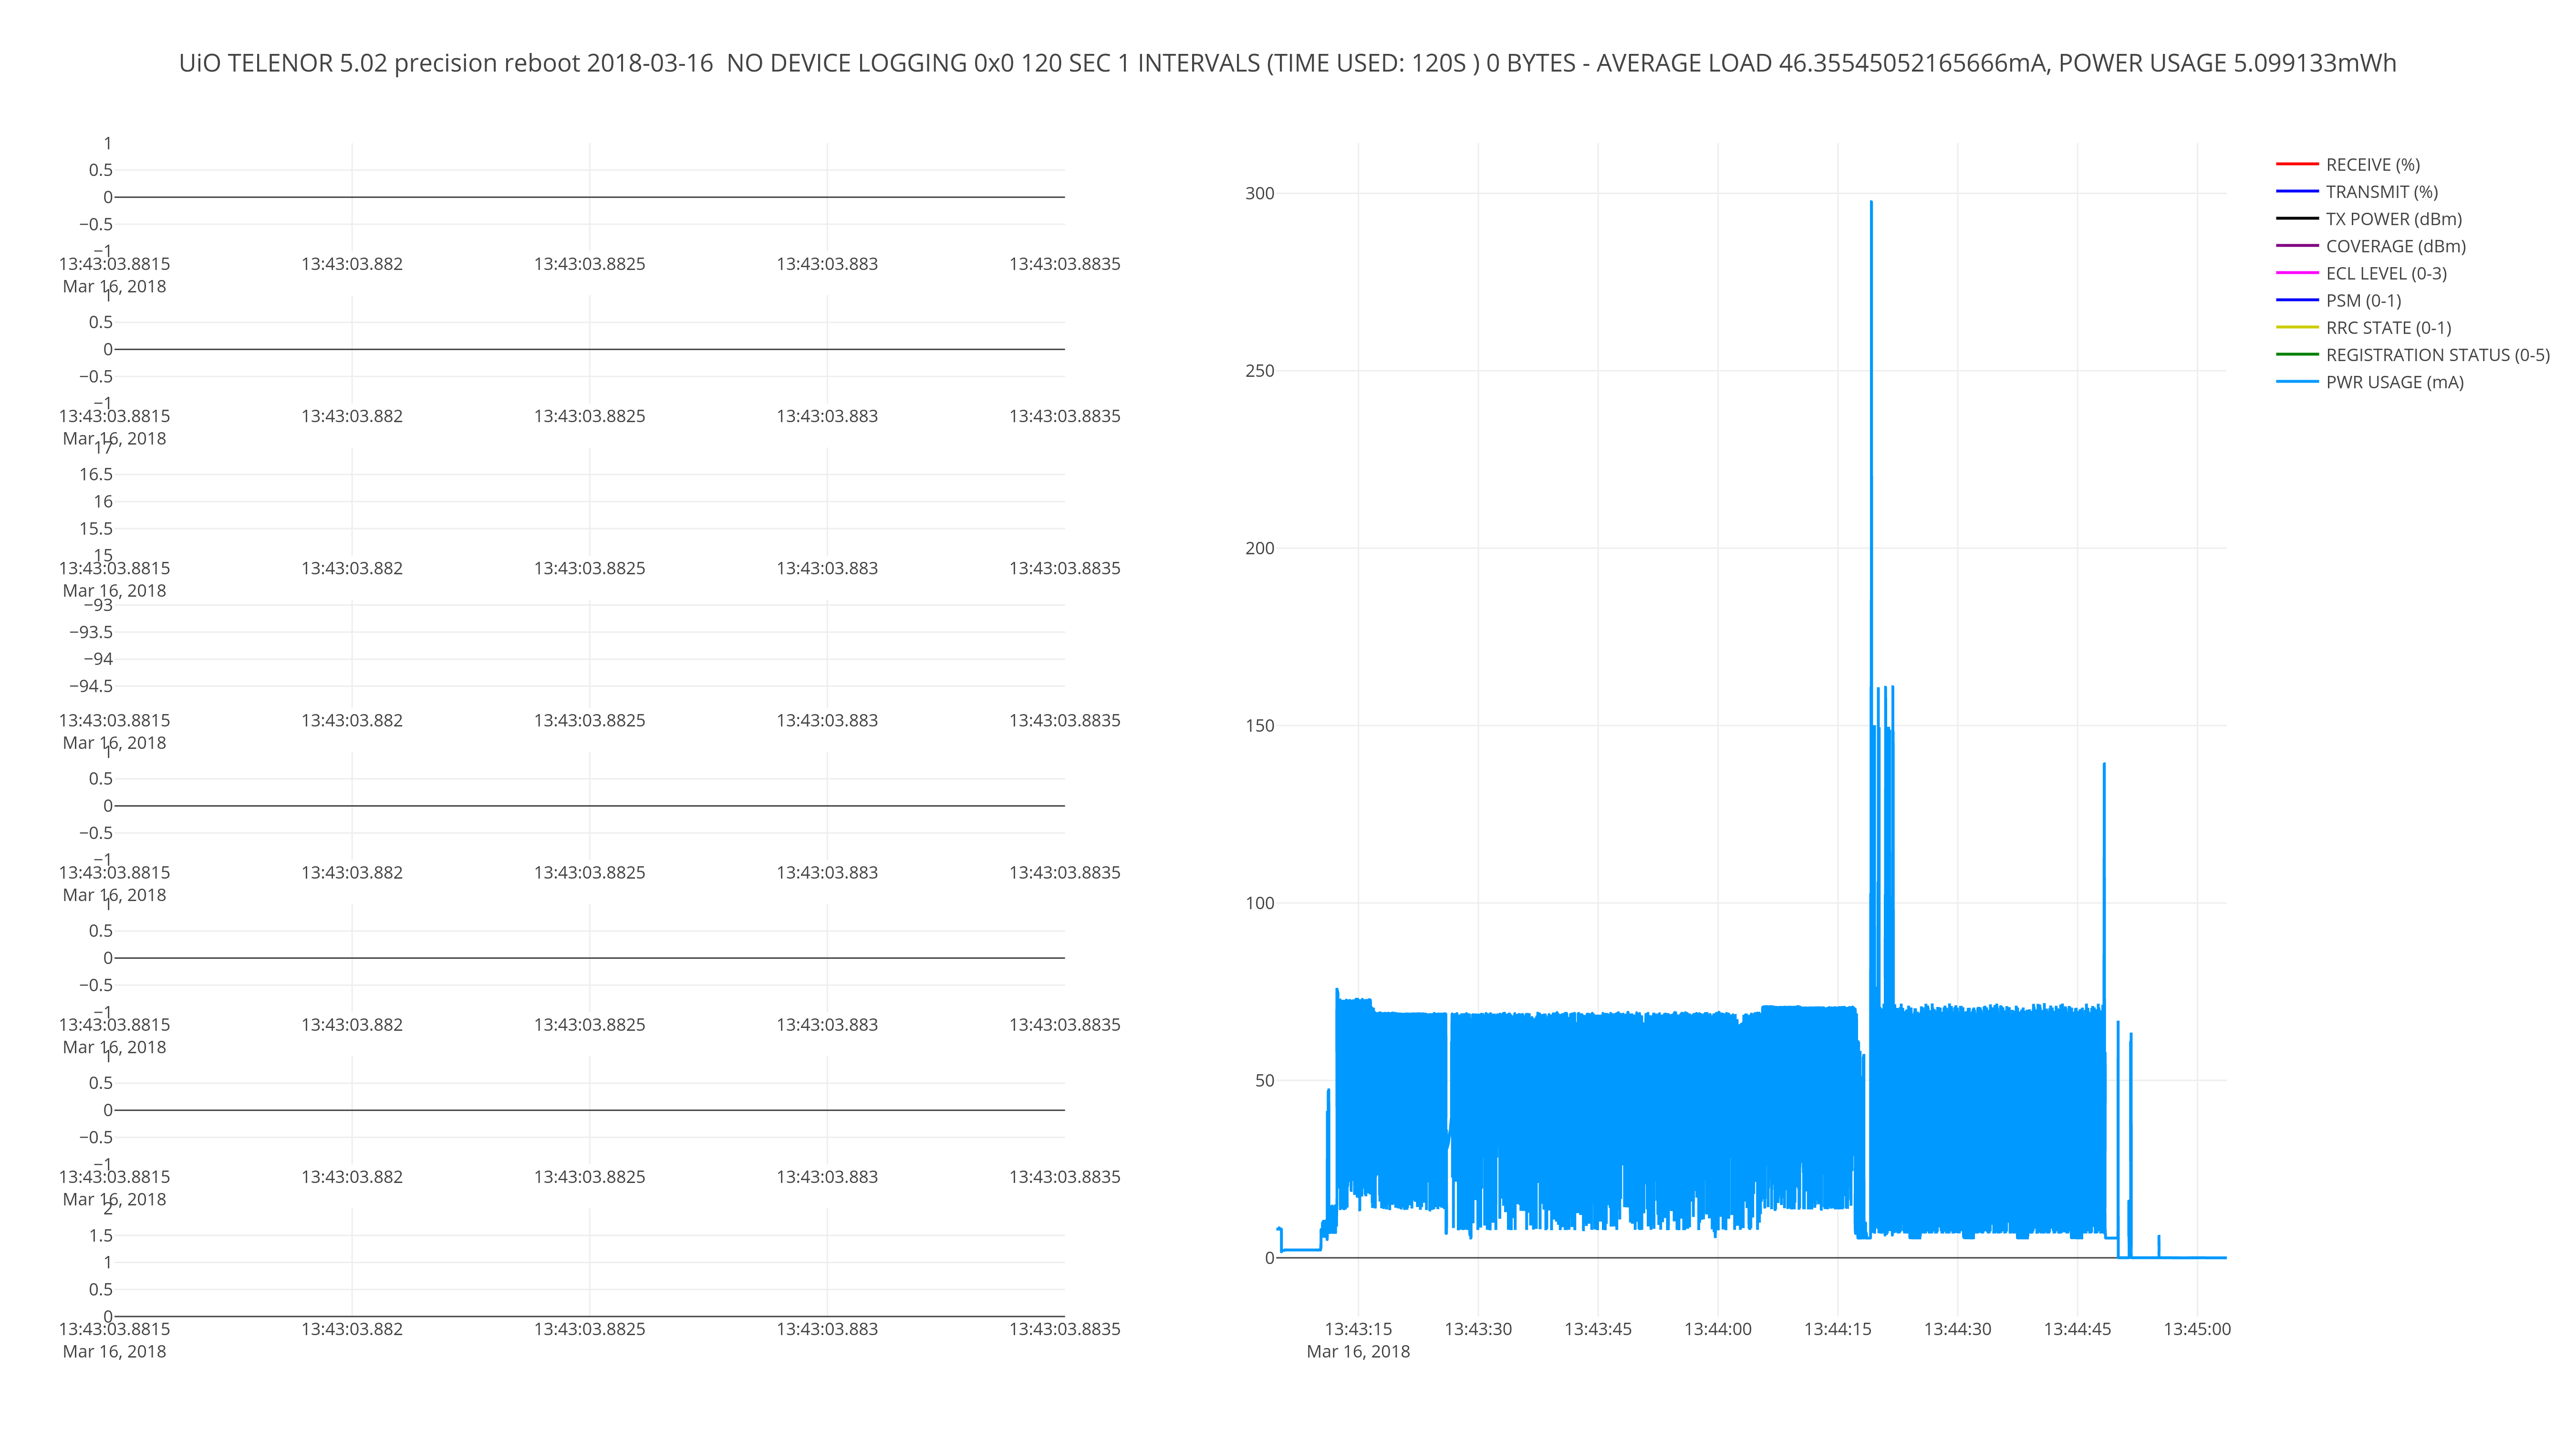 UiO TELENOR 5.02 precision reboot 2018-03-16  NO DEVICE LOGGING 0x0 120 SEC 1 INTERVALS (TIME USED: 120S ) 0 BYTES - AVERAGE LOAD 46.35545052165666mA, POWER USAGE 5.099133mWh
1
0.5
0
−0.5
−1
13:43:03.8815 13:43:03.882 13:43:03.8825 13:43:03.883 13:43:03.8835
Mar 16, 2018
1
0.5
0
−0.5
−1
13:43:03.8815 13:43:03.882 13:43:03.8825 13:43:03.883 13:43:03.8835
Mar 16, 2018
17
16.5
16
15.5
15
13:43:03.8815 13:43:03.882 13:43:03.8825 13:43:03.883 13:43:03.8835
Mar 16, 2018
−93
−93.5
−94
−94.5
13:43:03.8815 13:43:03.882 13:43:03.8825 13:43:03.883 13:43:03.8835
Mar 16, 2018
1
0.5
0
−0.5
−1
13:43:03.8815 13:43:03.882 13:43:03.8825 13:43:03.883 13:43:03.8835
Mar 16, 2018
1
0.5
0
−0.5
−1
13:43:03.8815 13:43:03.882 13:43:03.8825 13:43:03.883 13:43:03.8835
Mar 16, 2018
1
0.5
0
−0.5
−1
13:43:03.8815 13:43:03.882 13:43:03.8825 13:43:03.883 13:43:03.8835
Mar 16, 2018
2
1.5
1
0.5
0
13:43:03.8815 13:43:03.882 13:43:03.8825 13:43:03.883 13:43:03.8835
Mar 16, 2018
300
250
200
150
100
50
0
13:43:15 13:43:30 13:43:45 13:44:00 13:44:15 13:44:30 13:44:45 13:45:00
Mar 16, 2018
RECEIVE (%)
TRANSMIT (%)
TX POWER (dBm)
COVERAGE (dBm)
ECL LEVEL (0-3)
PSM (0-1)
RRC STATE (0-1)
REGISTRATION STATUS (0-5)
PWR USAGE (mA)